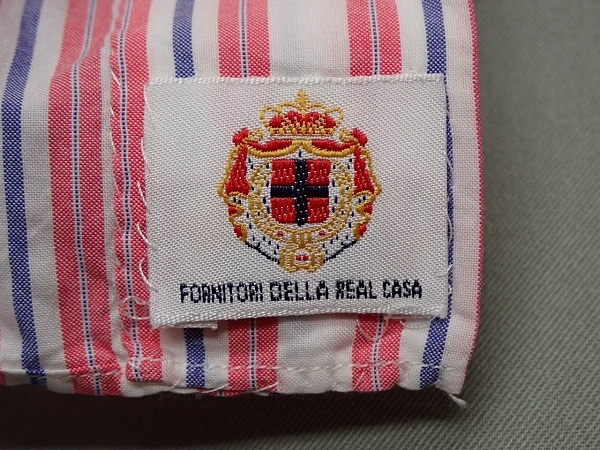 FORNITORI DELLA REAL CASA